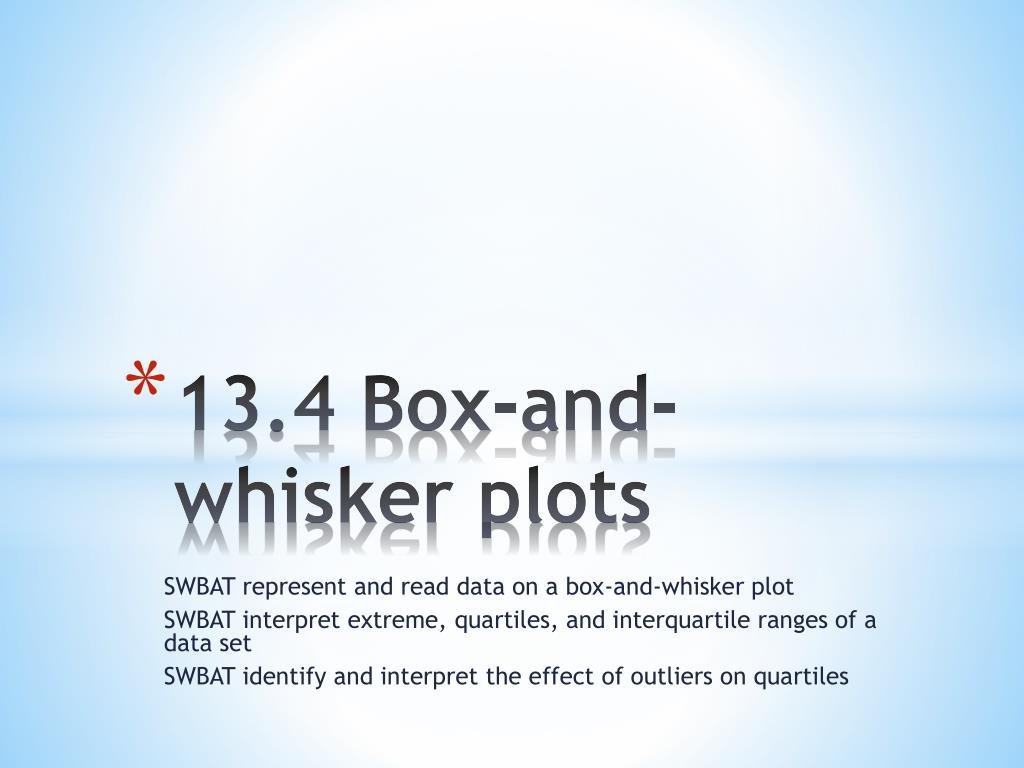 * 13.4 Box-and-
whisker plots
SWBAT represent and read data on a box-and-whisker plot
SWBAT interpret extreme, quartiles, and interquartile ranges of a
data set
SWBAT identify and interpret the effect of outliers on quartiles